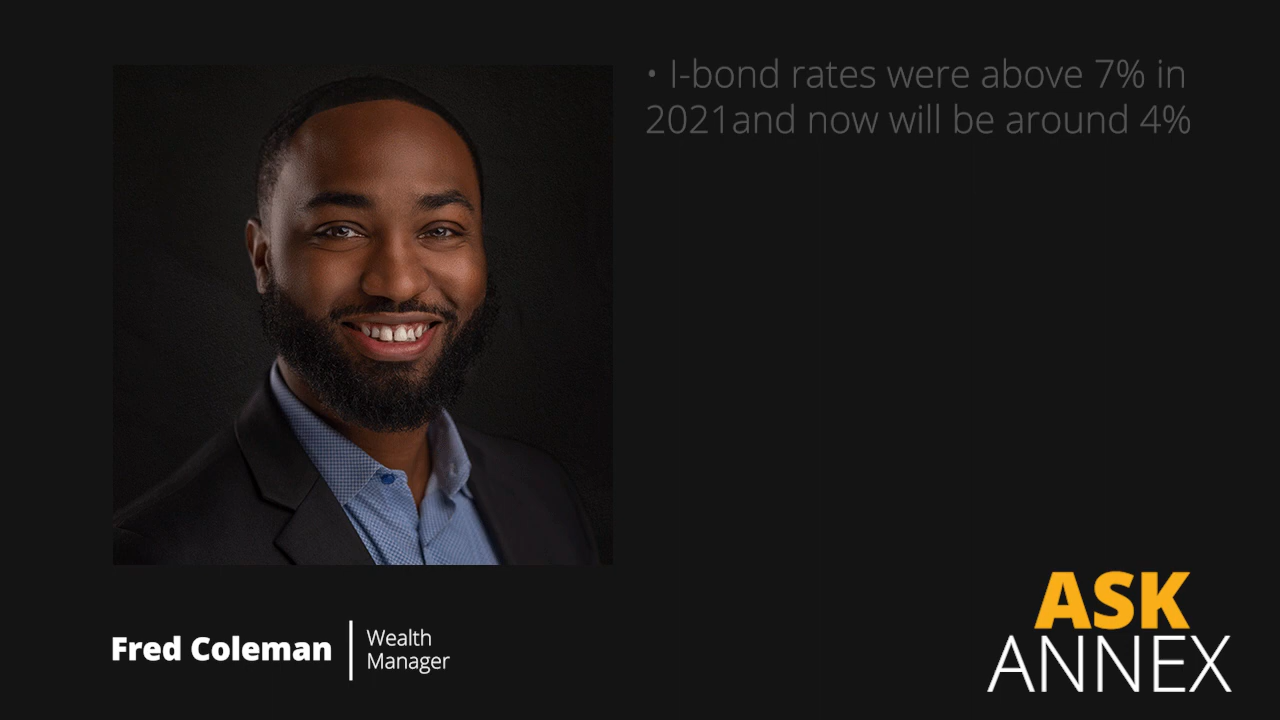 • I-bond rates were above 7% in
2021and now will be around 4%
Fred Coleman
Wealth
Manager
ASK
ANNEX